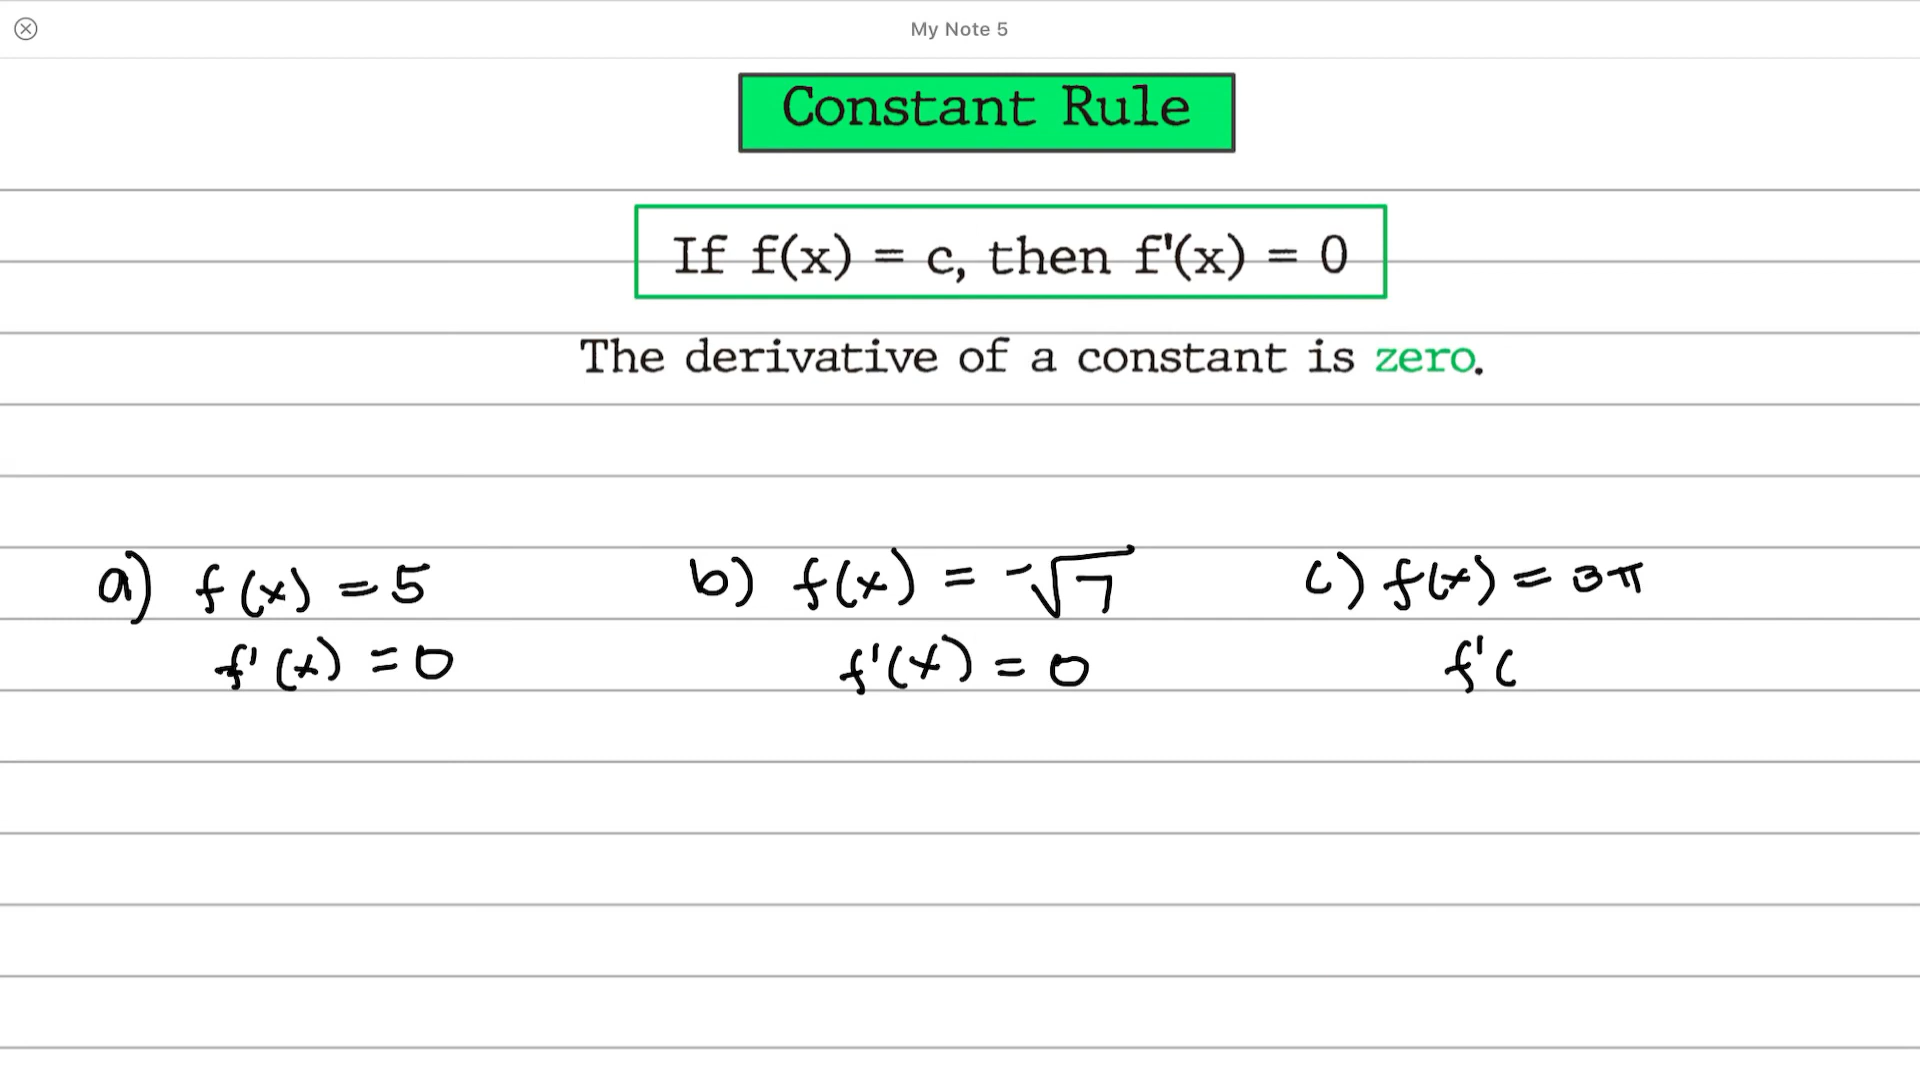 My Note 5
Constant Rule
If f(x) = c, then f'(x) = 0
The derivative of a constant is zero.
a) f(x) = 5
f'(x) = 0
b) f(x) = -√7
f'(x) = 0
c) f(x) = 3π
f'(